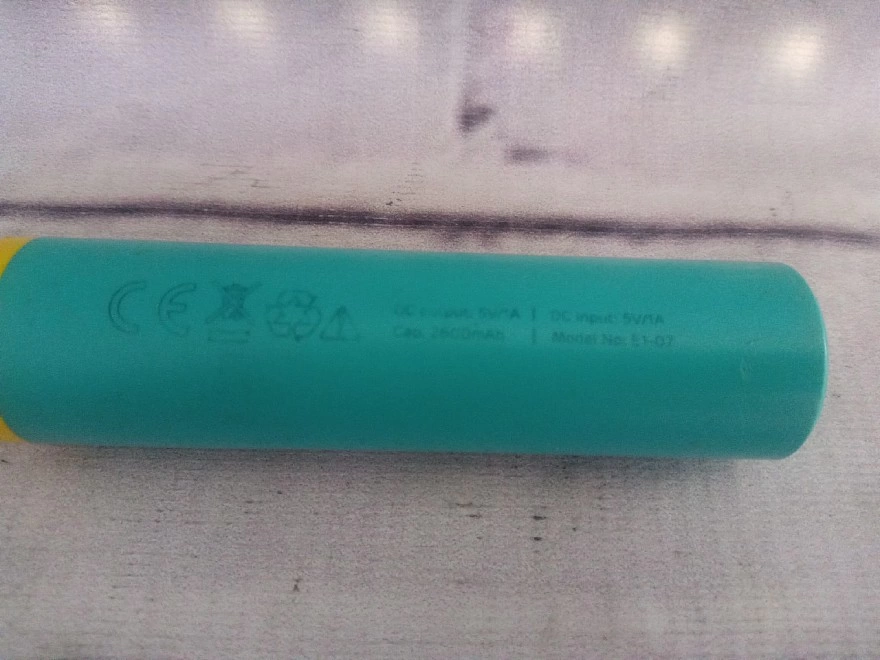 CE
DC output: 5V/1A | DC input: 5V/1A
Cap. 2600mAh | Model No: E1-07